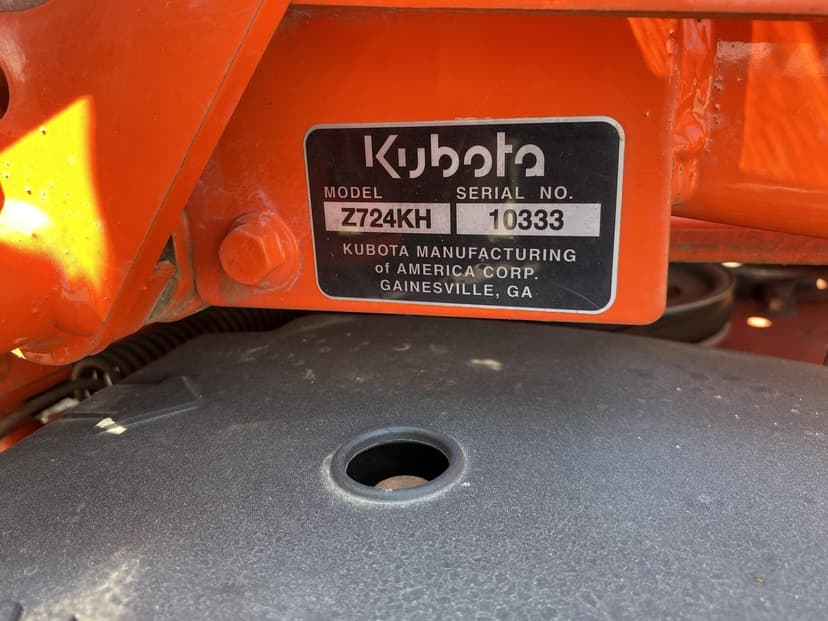 Kubota
MODEL SERIAL NO.
Z724KH 10333
KUBOTA MANUFACTURING
of AMERICA CORP.
GAINESVILLE, GA